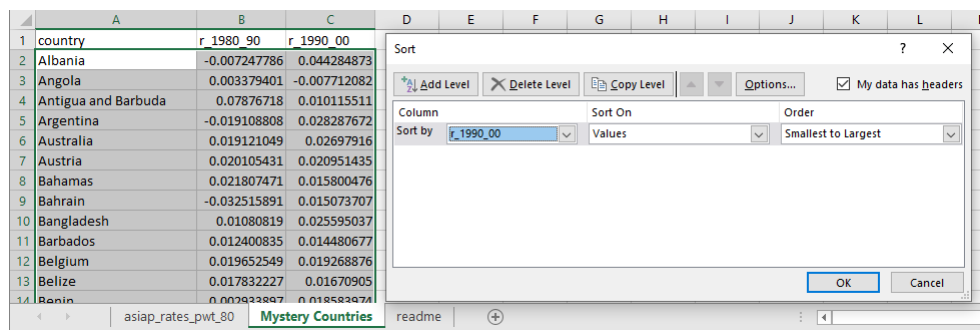 A B C D E F G H I J K L
1 country r_1980_90 r_1990_00
2 Albania -0.007247786 0.044284873
3 Angola 0.003379401 -0.007712082
4 Antigua and Barbuda 0.07876718 0.010115511
5 Argentina -0.019108808 0.028287672
6 Australia 0.019121049 0.02697916
7 Austria 0.020105431 0.020951435
8 Bahamas 0.021807471 0.015800476
9 Bahrain -0.032515891 0.015073707
10 Bangladesh 0.01080819 0.025595037
11 Barbados 0.012400835 0.014480677
12 Belgium 0.019652549 0.019268876
13 Belize 0.017832227 0.01670905
14 Benin 0.002933897 0.018583974
Sort ? ×
Add Level Delete Level Copy Level Options... My data has headers
Column Sort On Order
Sort by r_1990_00 Values Smallest to Largest
OK Cancel
asiap_rates_pwt_80 Mystery Countries readme